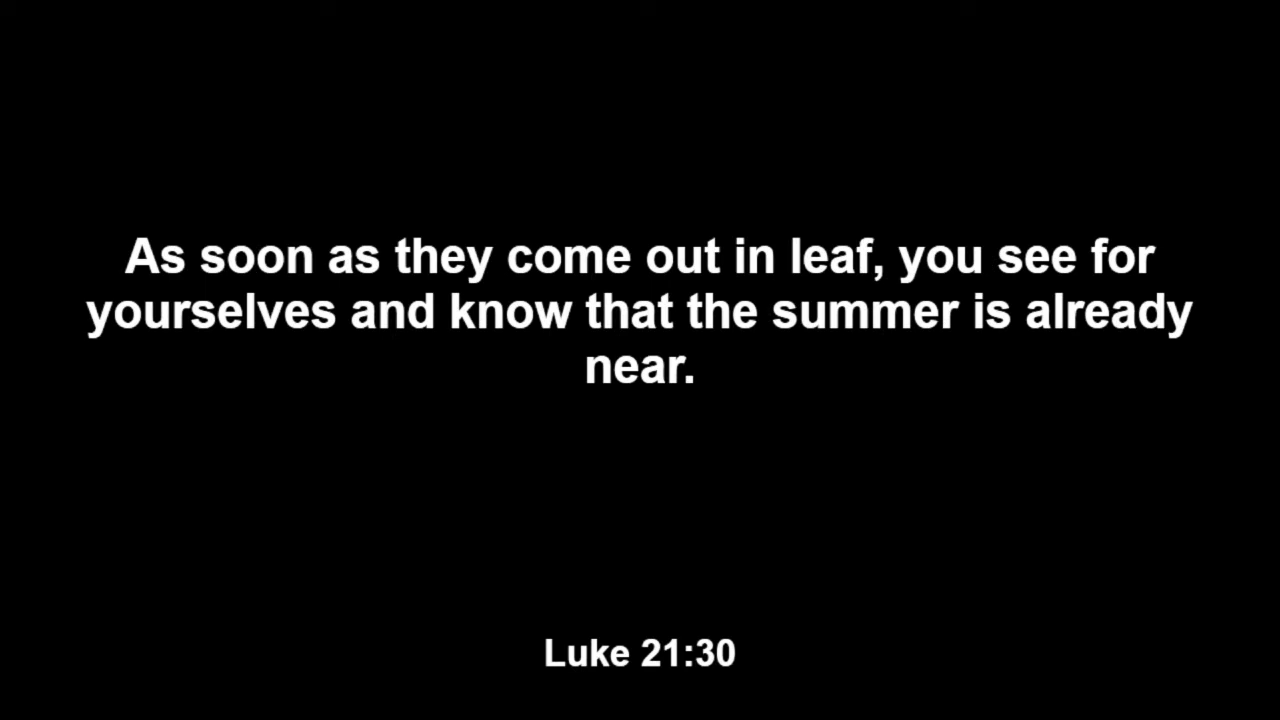 As soon as they come out in leaf, you see for
yourselves and know that the summer is already
near.
Luke 21:30